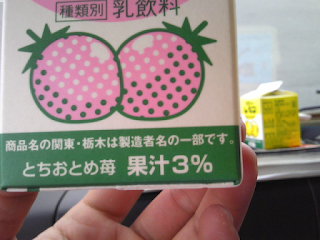 種類別 乳飲料
商品名の関東・栃木は製造者名の一部です。
とちおとめ苺 果汁3%